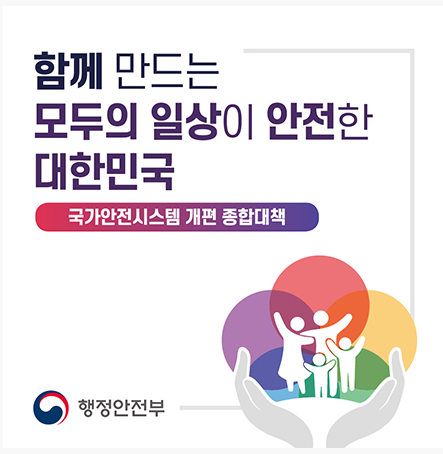 함께 만드는
모두의 일상이 안전한
대한민국
국가안전시스템 개편 종합대책
행정안전부